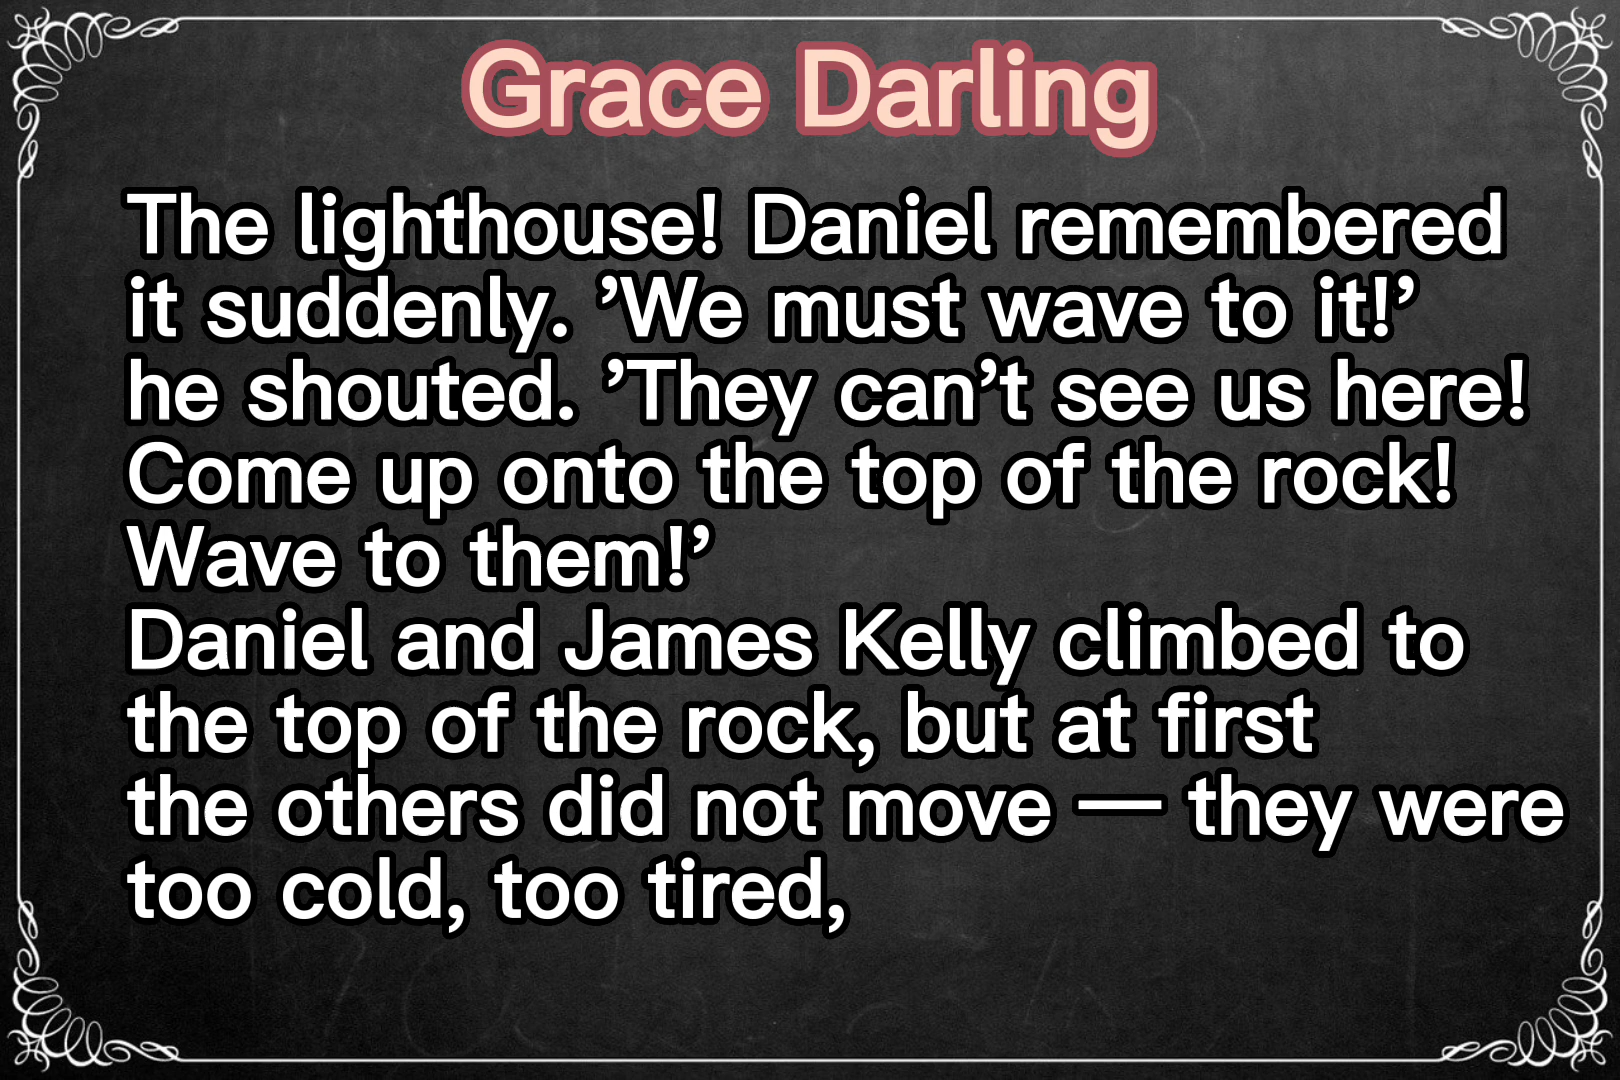 Grace Darling
The lighthouse! Daniel remembered
it suddenly. ’We must wave to it!’
he shouted. ’They can’t see us here!
Come up onto the top of the rock!
Wave to them!’
Daniel and James Kelly climbed to
the top of the rock, but at first
the others did not move — they were
too cold, too tired,